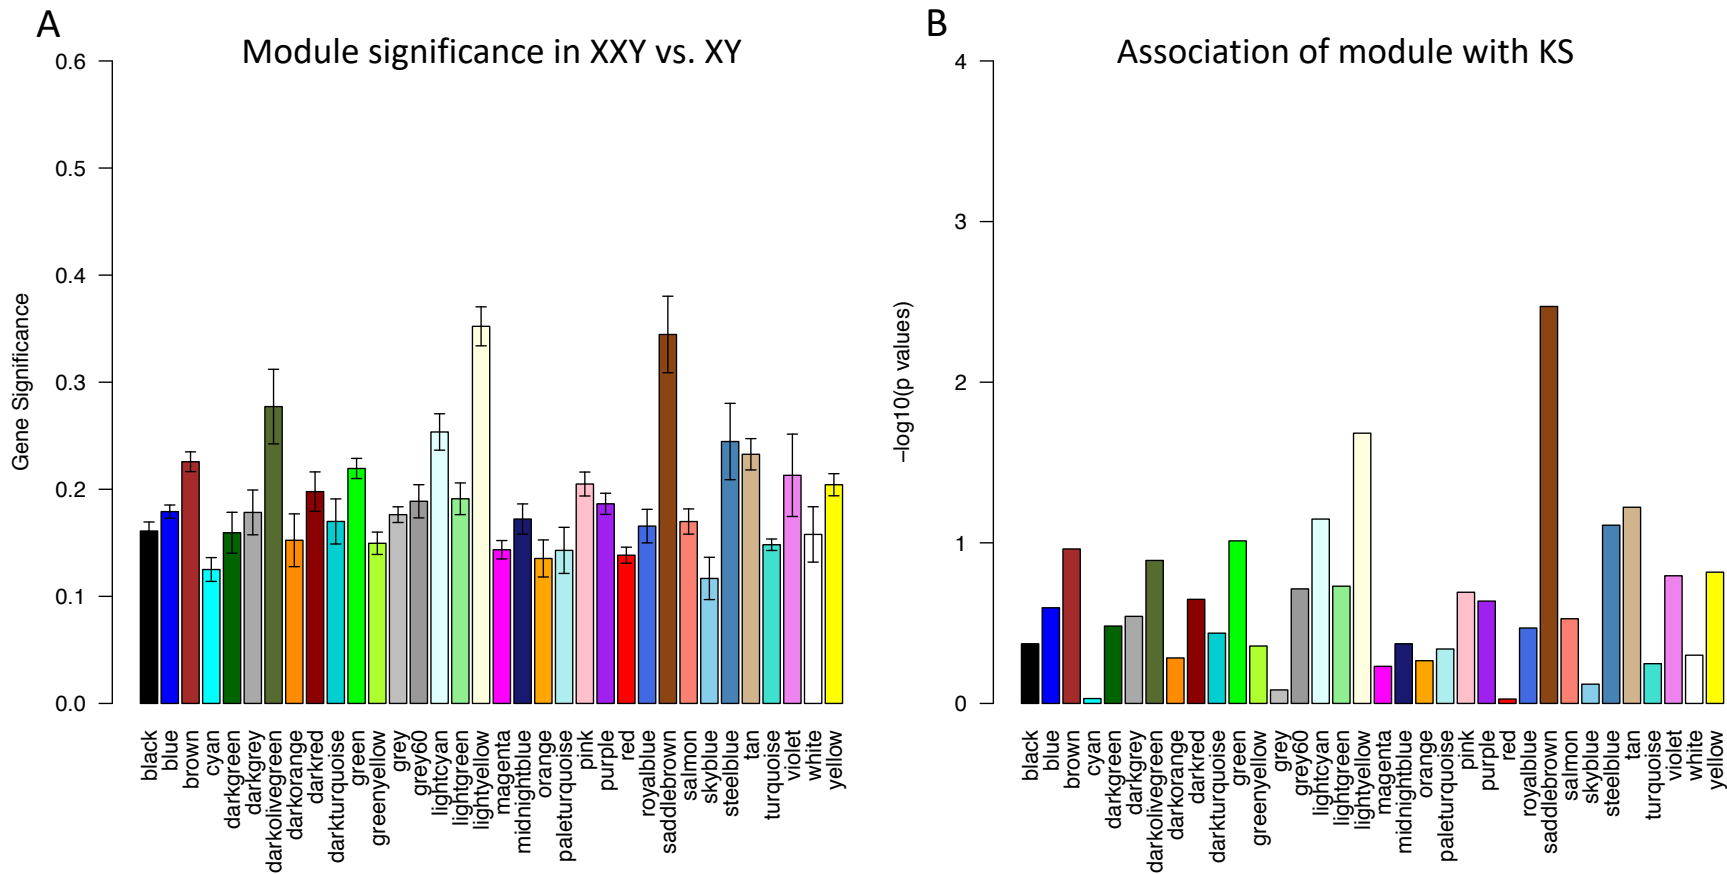 A
Module significance in XXY vs. XY
Gene Significance
0.6
0.5
0.4
0.3
0.2
0.1
0.0
black
blue
brown
cyan
darkgreen
darkgrey
darkolivegreen
darkorange
darkred
darkturquoise
green
greenyellow
grey
grey60
lightcyan
lightgreen
lightyellow
magenta
midnightblue
orange
paleturquoise
pink
purple
red
royalblue
saddlebrown
salmon
skyblue
steelblue
tan
turquoise
violet
white
yellow
B
Association of module with KS
−log10(p values)
4
3
2
1
0
black
blue
brown
cyan
darkgreen
darkgrey
darkolivegreen
darkorange
darkred
darkturquoise
green
greenyellow
grey
grey60
lightcyan
lightgreen
lightyellow
magenta
midnightblue
orange
paleturquoise
pink
purple
red
royalblue
saddlebrown
salmon
skyblue
steelblue
tan
turquoise
violet
white
yellow